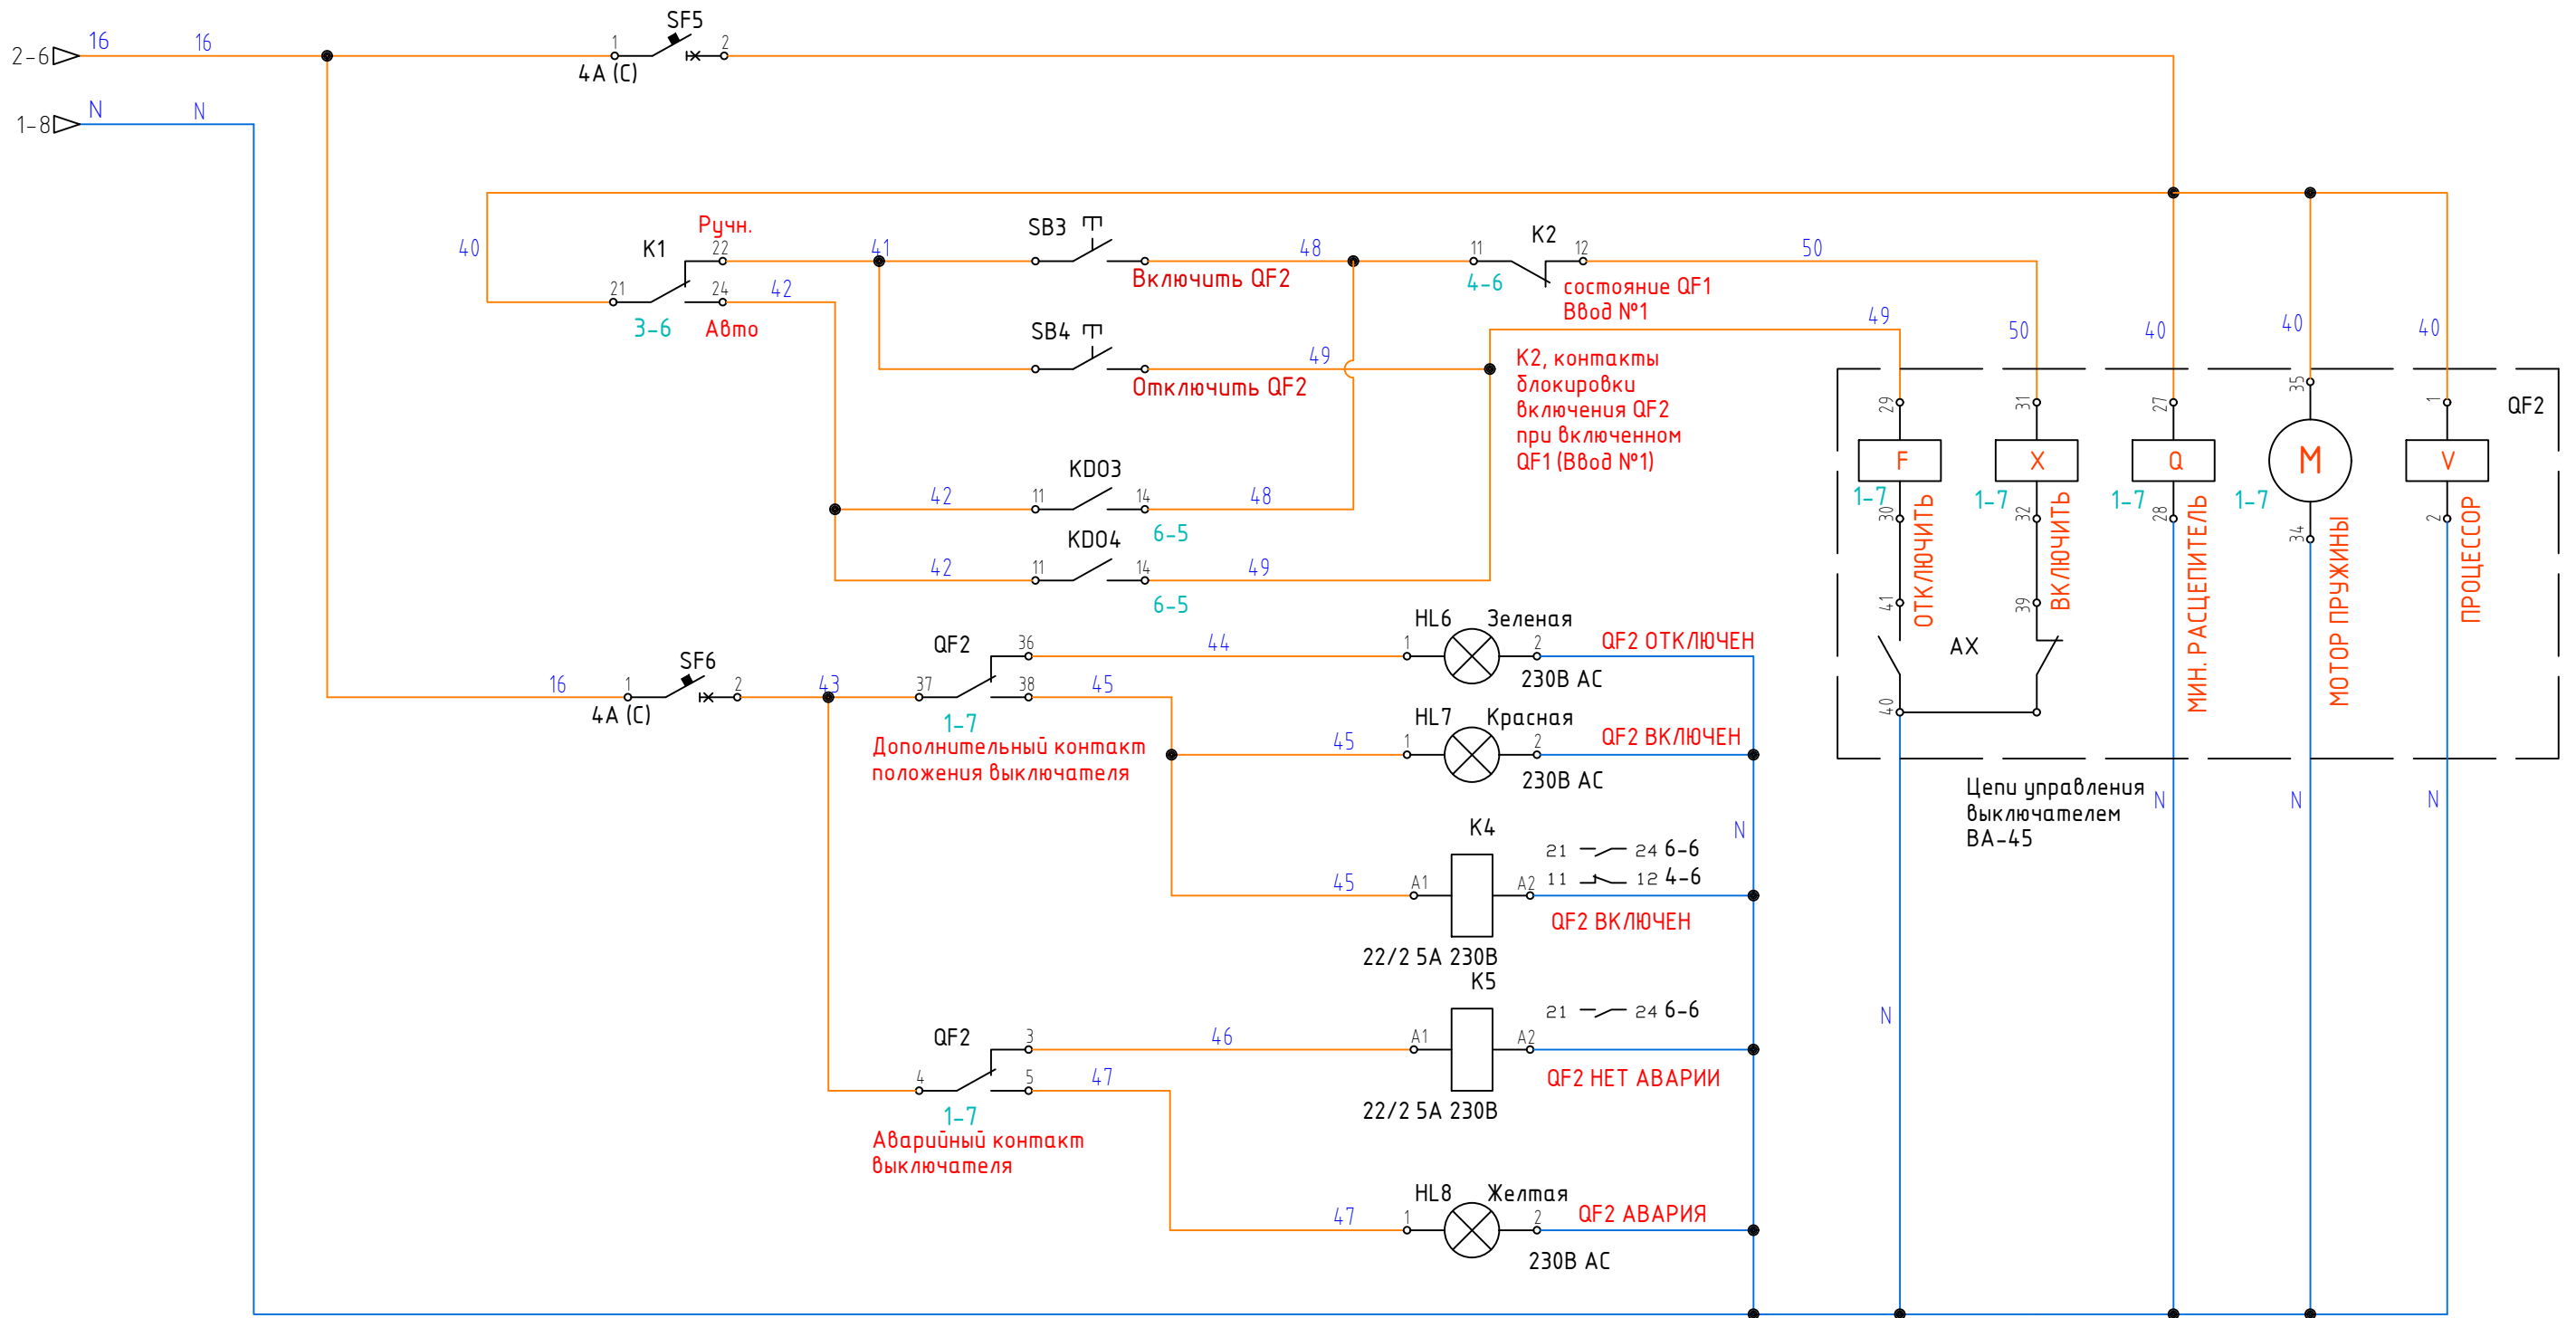 SF5
2-6 16 16 1 2
4А (С)
1-8 N N
Ручн.
40 K1 22 41 SB3 48 11 K2 12 50
Включить QF2
4-6
состояние QF1
Ввод №1
21 24 42
3-6 Авто
SB4 49
Отключить QF2
49 50 40 40 40
К2, контакты
блокировки
включения QF2
при включенном
QF1 (Ввод №1)
QF2
29 31 27 35 1
F X Q M V
1-7 1-7 1-7 1-7
30 32 28 34 2
ОТКЛЮЧИТЬ
ВКЛЮЧИТЬ
МИН. РАСЦЕПИТЕЛЬ
МОТОР ПРУЖИНЫ
ПРОЦЕССОР
41 39
AX
40
KD03
42 11 14 48
6-5
KD04
42 11 14 49
6-5
SF6
16 1 2 43
4А (С)
QF2 36 44 HL6 Зеленая
1 2 QF2 ОТКЛЮЧЕН
230В АС
37 38 45
1-7
Дополнительный контакт
положения выключателя
HL7 Красная
45 1 2 QF2 ВКЛЮЧЕН
230В АС
Цепи управления
выключателем
ВА-45
N N N
N
K4
21 24 6-6
11 12 4-6
45 A1 A2
QF2 ВКЛЮЧЕН
22/2 5А 230В
K5
21 24 6-6
N
QF2 3 46 A1 A2
4 5 47
QF2 НЕТ АВАРИИ
22/2 5А 230В
1-7
Аварийный контакт
выключателя
HL8 Желтая
47 1 2 QF2 АВАРИЯ
230В АС